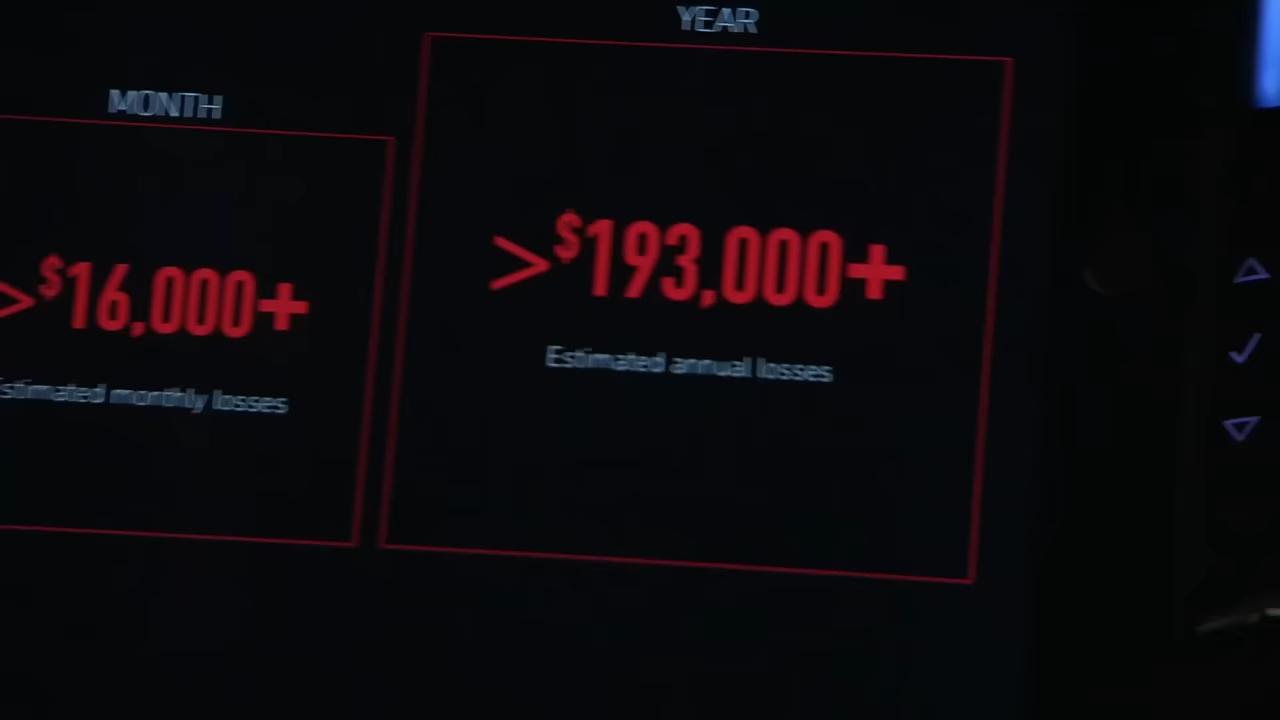 YEAR
MONTH
>$193,000+
>$16,000+
Estimated annual losses
Estimated monthly losses